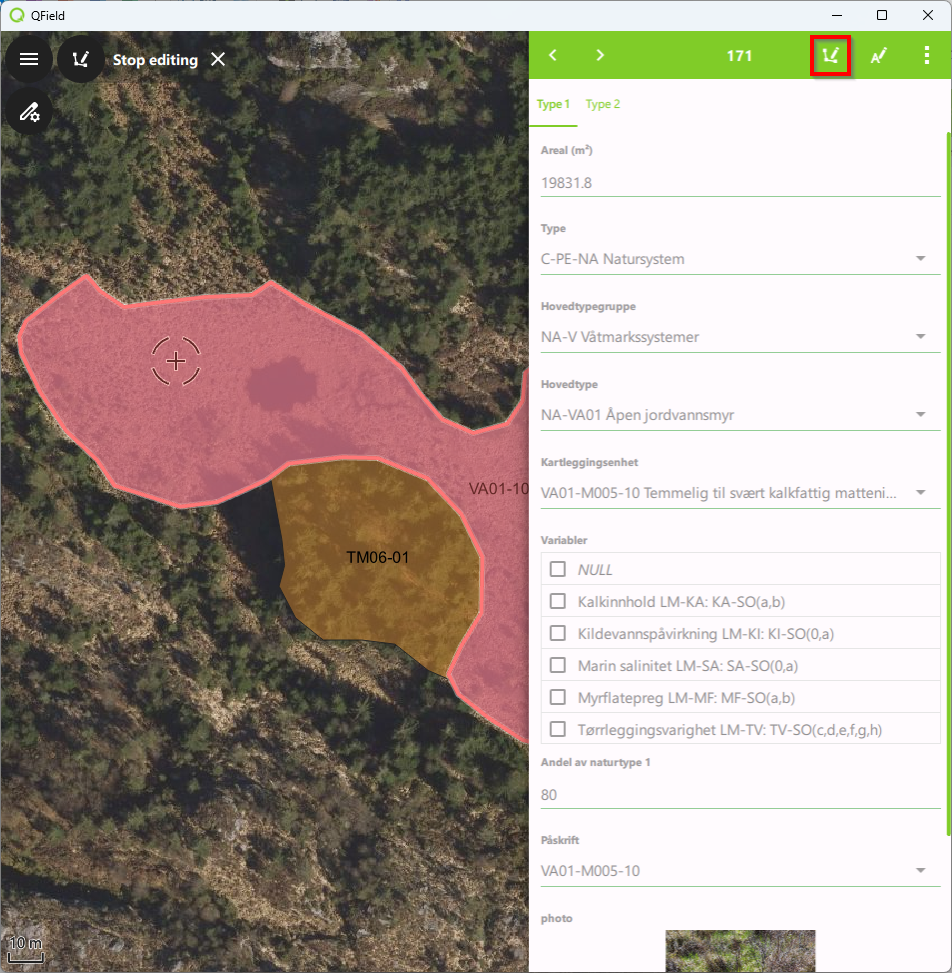 QField
Stop editing
171
Type 1 Type 2
Areal (m²)
19831.8
Type
C-PE-NA Natursystem
Hovedtypegruppe
NA-V Våtmarkssystemer
Hovedtype
NA-VA01 Åpen jordvannsmyr
Kartleggingsenhet
VA01-M005-10 Temmelig til svært kalkfattig matteni...
Variabler
NULL
Kalkinnhold LM-KA: KA-SO(a,b)
Kildevannspåvirkning LM-KI: KI-SO(0,a)
Marin salinitet LM-SA: SA-SO(0,a)
Myrflatepreg LM-MF: MF-SO(a,b)
Tørrleggingsvarighet LM-TV: TV-SO(c,d,e,f,g,h)
Andel av naturtype 1
80
Påskrift
VA01-M005-10
photo
VA01-10
TM06-01
10 m